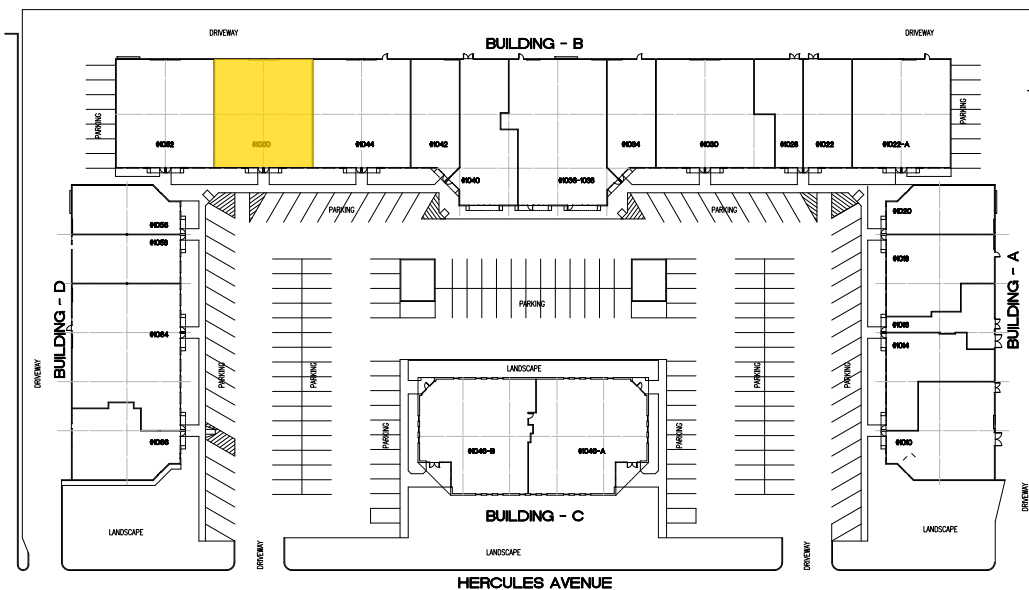 DRIVEWAY
BUILDING - B
DRIVEWAY
PARKING
#1050
#1044
#1042
#1040
#1036-1038
#1034
#1030
#1022
#1022-A
PARKING
PARKING
PARKING
BUILDING - D
#1056
#1058
#1064
DRIVEWAY
PARKING
PARKING
PARKING
PARKING
LANDSCAPE
#1046-B
#1046-A
PARKING
PARKING
PARKING
PARKING
#1020
#1018
#1016
#1014
#1010
BUILDING - A
DRIVEWAY
LANDSCAPE
DRIVEWAY
BUILDING - C
LANDSCAPE
DRIVEWAY
LANDSCAPE
HERCULES AVENUE